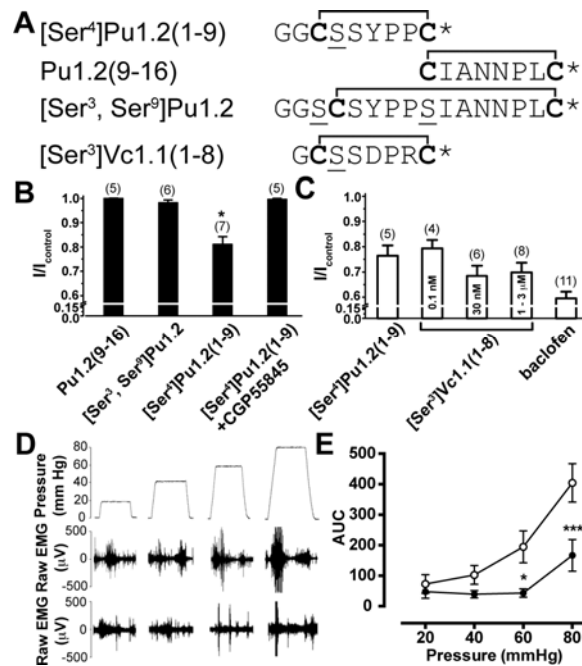 A
[Ser⁴]Pu1.2(1-9) GGCSSYPPC*
Pu1.2(9-16) CIANNPLC*
[Ser³, Ser⁹]Pu1.2 GGSCSYPPSIANNPLC*
[Ser³]Vc1.1(1-8) GCSSDPRC*
B
I/Icontrol
1.0
0.9
0.8
0.7
0.6
0.15
0.0
(5)
(6)
*
(7)
(5)
Pu1.2(9-16)
[Ser³, Ser⁹]Pu1.2
[Ser⁴]Pu1.2(1-9)
[Ser⁴]Pu1.2(1-9)
+CGP55845
C
I/Icontrol
1.0
0.9
0.8
0.7
0.6
0.15
0.0
(5)
(4)
(6)
(8)
(11)
0.1 nM
30 nM
1 - 3 µM
[Ser⁴]Pu1.2(1-9)
[Ser³]Vc1.1(1-8)
baclofen
D
Pressure
(mm Hg)
80
60
40
20
0
Raw EMG
(µV)
500
0
-500
Raw EMG
(µV)
500
0
-500
E
AUC
500
400
300
200
100
0
*
***
20 40 60 80
Pressure (mmHg)